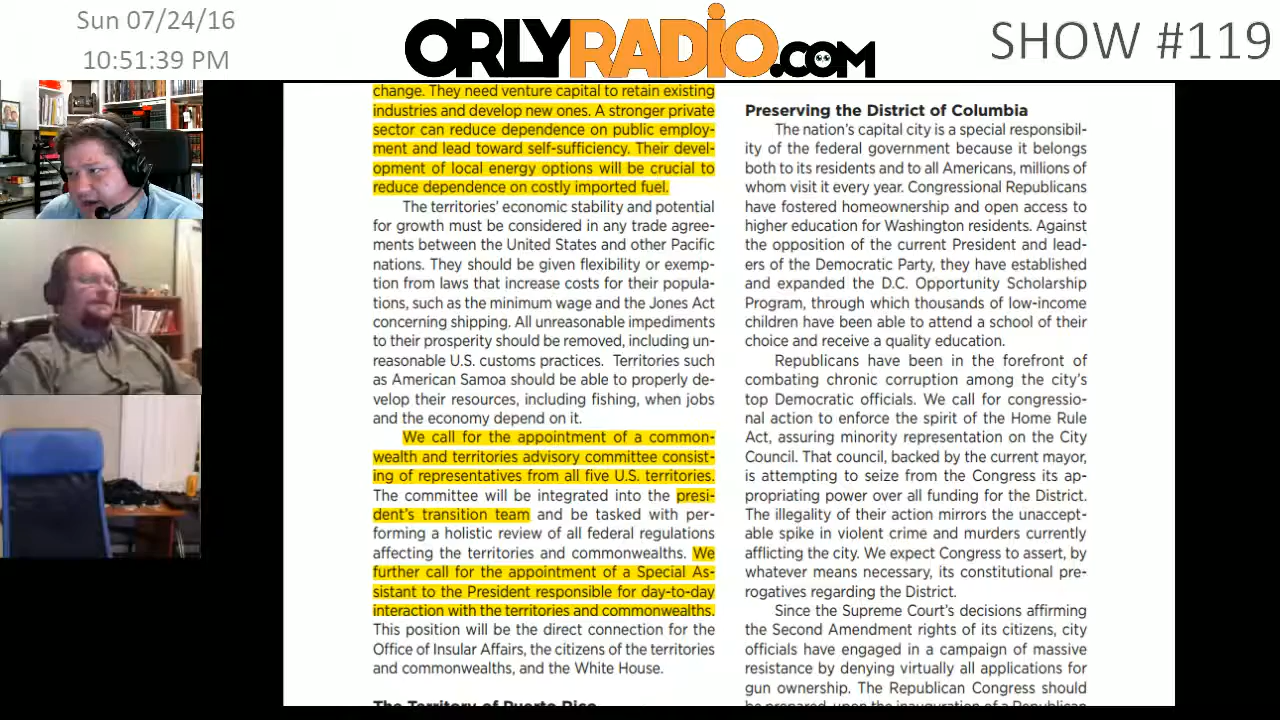 Sun 07/24/16
10:51:39 PM
ORLYRADiO.COM
SHOW #119
change. They need venture capital to retain existing
industries and develop new ones. A stronger private
sector can reduce dependence on public employ-
ment and lead toward self-sufficiency. Their devel-
opment of local energy options will be crucial to
reduce dependence on costly imported fuel.
The territories' economic stability and potential
for growth must be considered in any trade agree-
ments between the United States and other Pacific
nations. They should be given flexibility or exemp-
tion from laws that increase costs for their popula-
tions, such as the minimum wage and the Jones Act
concerning shipping. All unreasonable impediments
to their prosperity should be removed, including un-
reasonable U.S. customs practices. Territories such
as American Samoa should be able to properly de-
velop their resources, including fishing, when jobs
and the economy depend on it.
We call for the appointment of a common-
wealth and territories advisory committee consist-
ing of representatives from all five U.S. territories.
The committee will be integrated into the presi-
dent's transition team and be tasked with per-
forming a holistic review of all federal regulations
affecting the territories and commonwealths. We
further call for the appointment of a Special As-
sistant to the President responsible for day-to-day
interaction with the territories and commonwealths.
This position will be the direct connection for the
Office of Insular Affairs, the citizens of the territories
and commonwealths, and the White House.
The Territory of Puerto Rico
Preserving the District of Columbia
The nation's capital city is a special responsibil-
ity of the federal government because it belongs
both to its residents and to all Americans, millions of
whom visit it every year. Congressional Republicans
have fostered homeownership and open access to
higher education for Washington residents. Against
the opposition of the current President and lead-
ers of the Democratic Party, they have established
and expanded the D.C. Opportunity Scholarship
Program, through which thousands of low-income
children have been able to attend a school of their
choice and receive a quality education.
Republicans have been in the forefront of
combating chronic corruption among the city's
top Democratic officials. We call for congressio-
nal action to enforce the spirit of the Home Rule
Act, assuring minority representation on the City
Council. That council, backed by the current mayor,
is attempting to seize from the Congress its ap-
propriating power over all funding for the District.
The illegality of their action mirrors the unaccept-
able spike in violent crime and murders currently
afflicting the city. We expect Congress to assert, by
whatever means necessary, its constitutional pre-
rogatives regarding the District.
Since the Supreme Court's decisions affirming
the Second Amendment rights of its citizens, city
officials have engaged in a campaign of massive
resistance by denying virtually all applications for
gun ownership. The Republican Congress should
be prepared, upon the inauguration of a Republican